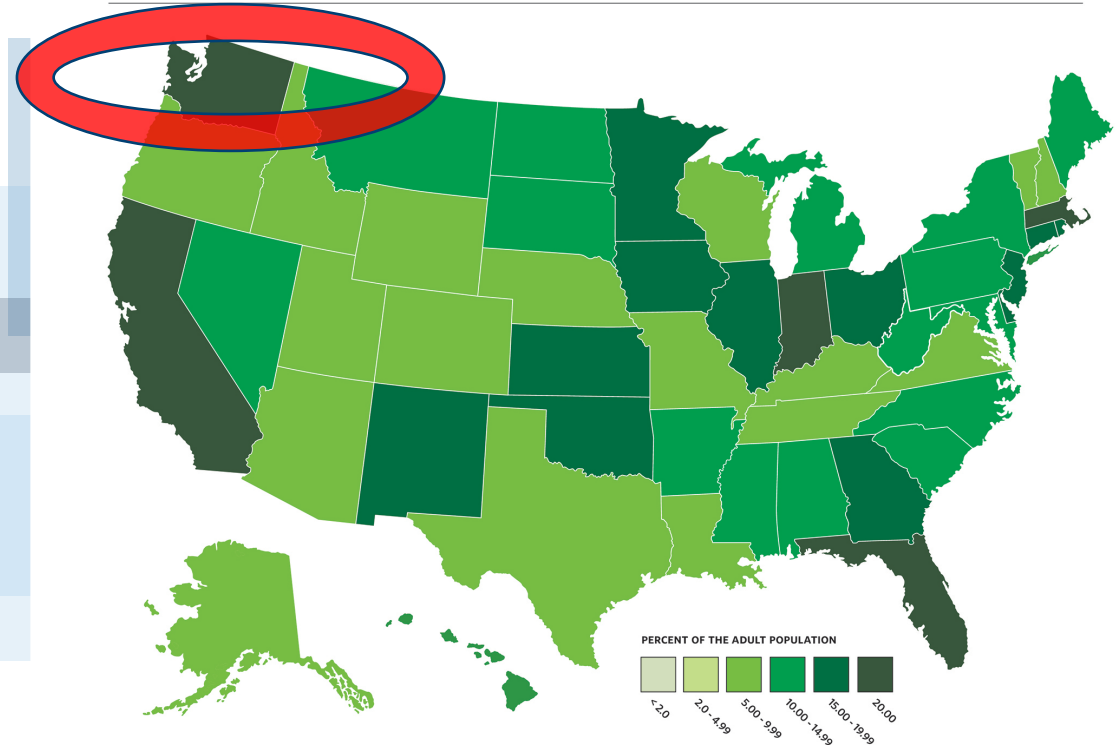 PERCENT OF THE ADULT POPULATION
< 2.0
2.0 - 4.99
5.00 - 9.99
10.00 - 14.99
15.00 - 19.99
20.00